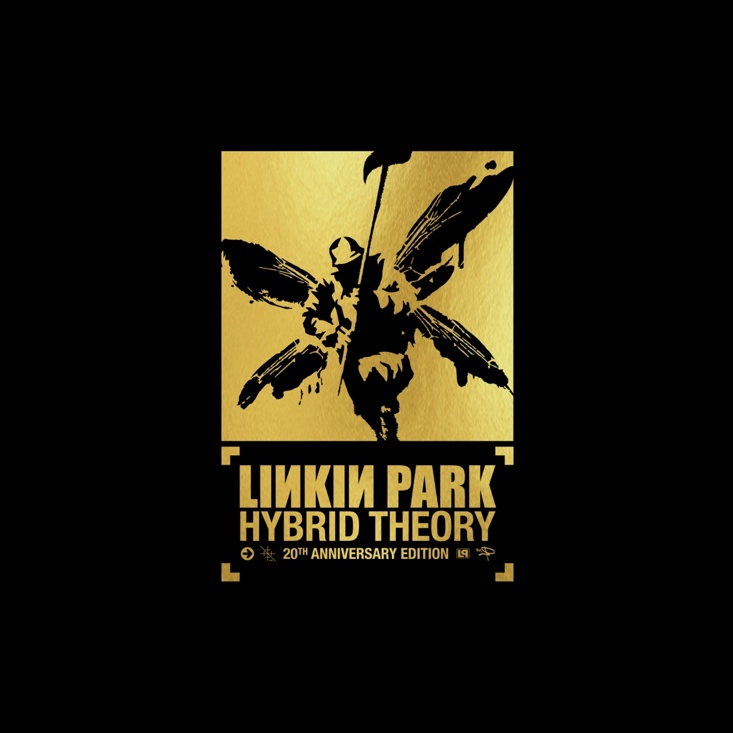 LINKIN PARK
HYBRID THEORY
20TH ANNIVERSARY EDITION